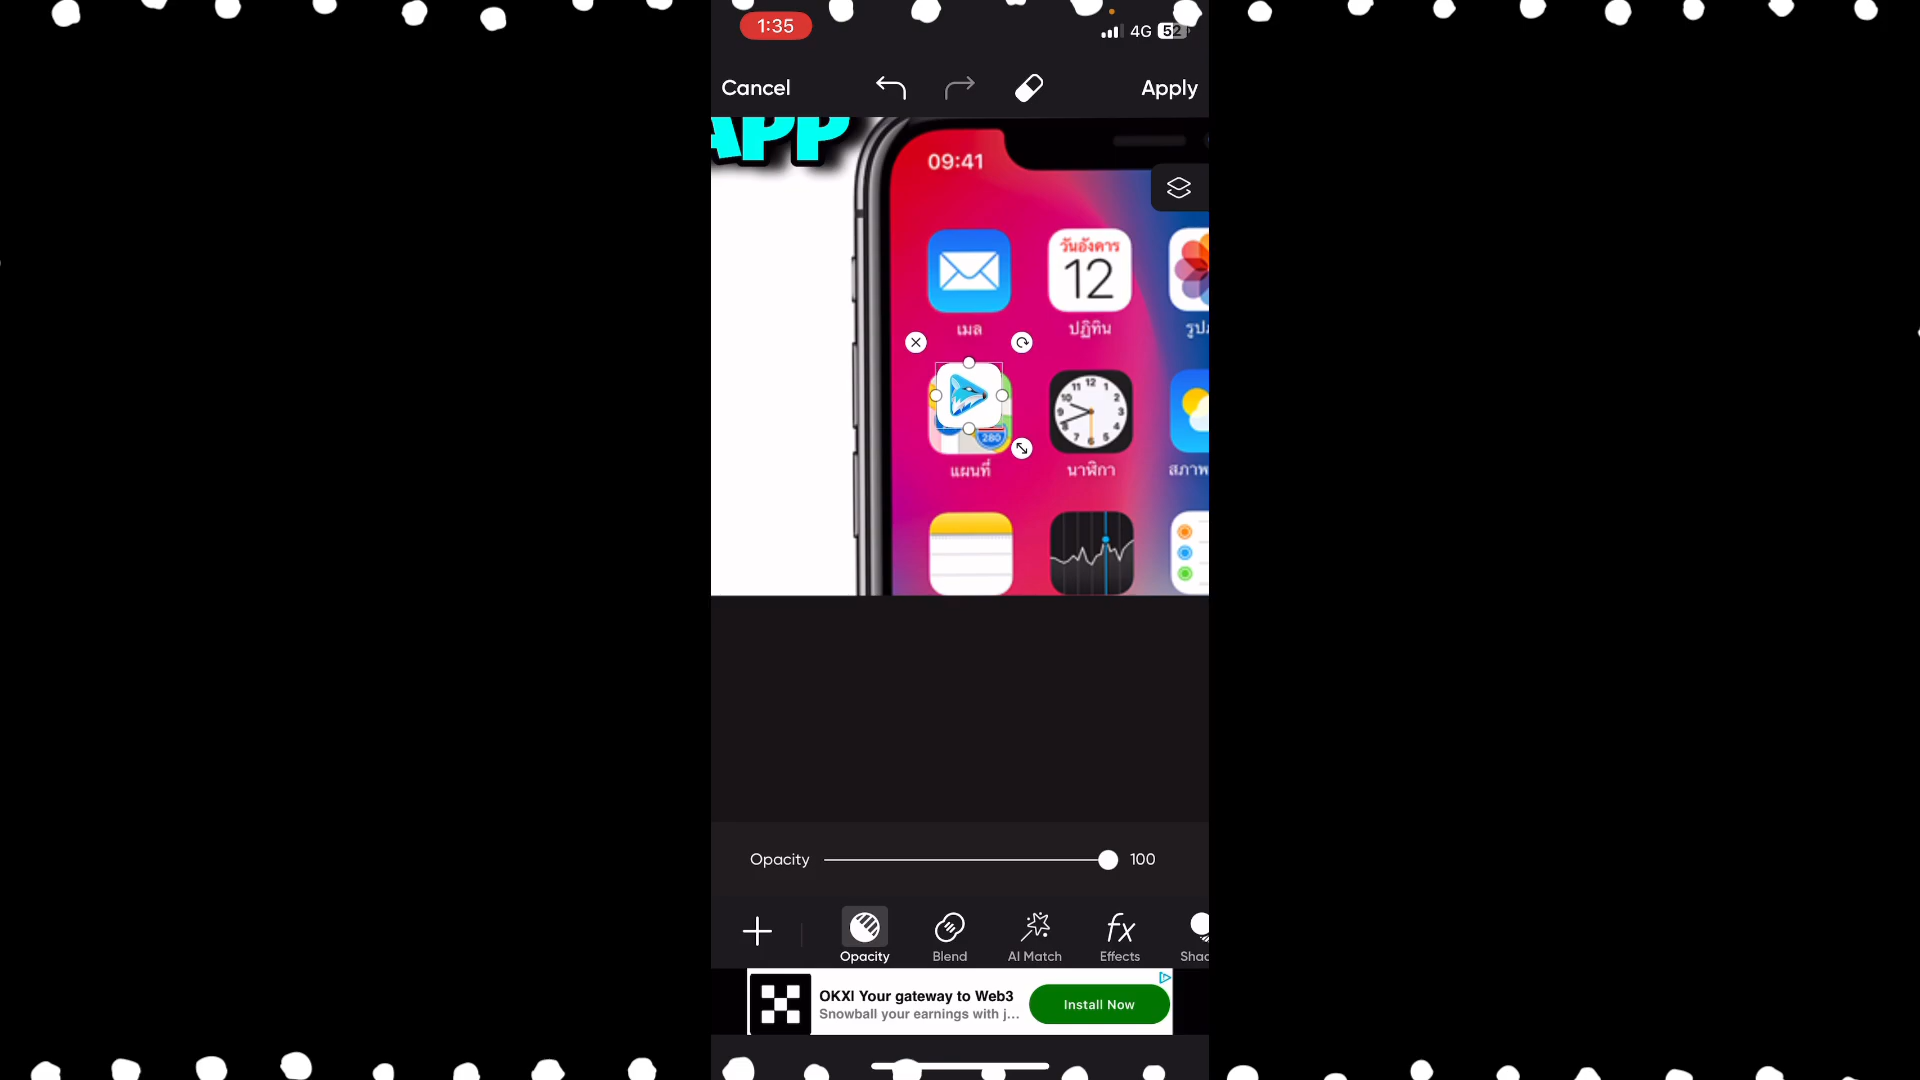 1:35
4G 52
Cancel
Apply
APP
09:41
วันอังคาร
12
เมล
ปฏิทิน
280
แผนที่
นาฬิกา
Opacity 100
Opacity
Blend
AI Match
Effects
OKX| Your gateway to Web3
Snowball your earnings with j...
Install Now